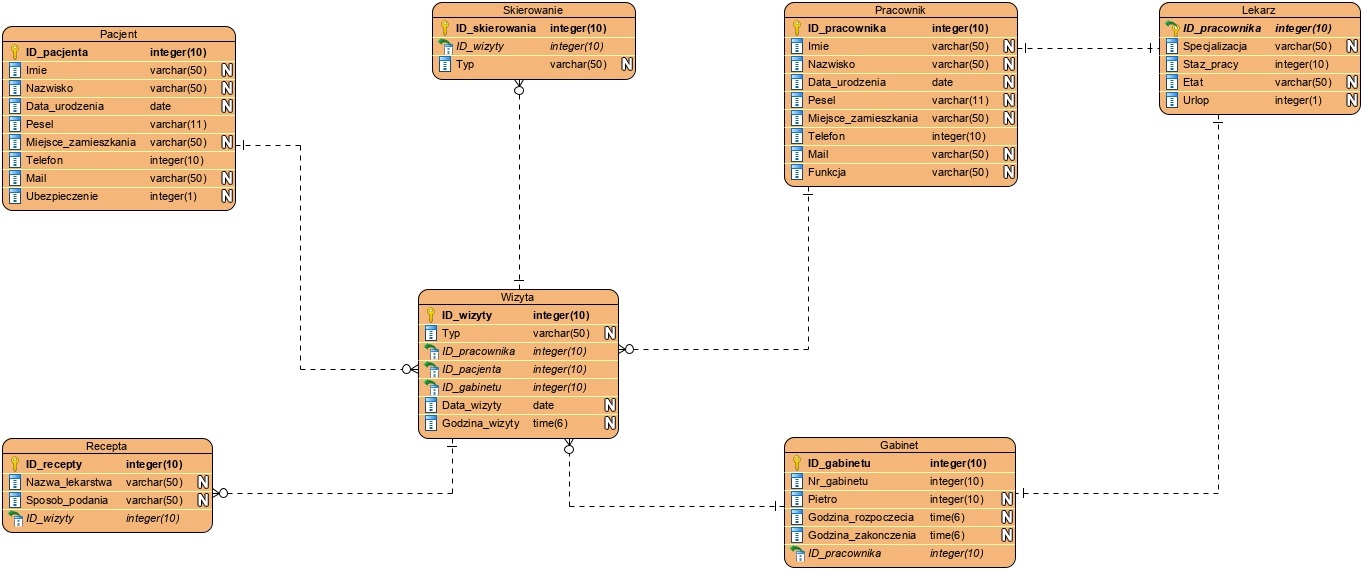 Pacjent
ID_pacjenta integer(10)
Imie varchar(50) N
Nazwisko varchar(50) N
Data_urodzenia date N
Pesel varchar(11)
Miejsce_zamieszkania varchar(50) N
Telefon integer(10)
Mail varchar(50) N
Ubezpieczenie integer(1) N
Skierowanie
ID_skierowania integer(10)
ID_wizyty integer(10)
Typ varchar(50) N
Pracownik
ID_pracownika integer(10)
Imie varchar(50) N
Nazwisko varchar(50) N
Data_urodzenia date N
Pesel varchar(11) N
Miejsce_zamieszkania varchar(50) N
Telefon integer(10)
Mail varchar(50) N
Funkcja varchar(50) N
Lekarz
ID_pracownika integer(10)
Specjalizacja varchar(50) N
Staz_pracy integer(10)
Etat varchar(50) N
Urlop integer(1) N
Wizyta
ID_wizyty integer(10)
Typ varchar(50) N
ID_pracownika integer(10)
ID_pacjenta integer(10)
ID_gabinetu integer(10)
Data_wizyty date N
Godzina_wizyty time(6) N
Recepta
ID_recepty integer(10)
Nazwa_lekarstwa varchar(50) N
Sposob_podania varchar(50) N
ID_wizyty integer(10)
Gabinet
ID_gabinetu integer(10)
Nr_gabinetu integer(10)
Pietro integer(10) N
Godzina_rozpoczecia time(6) N
Godzina_zakonczenia time(6) N
ID_pracownika integer(10)